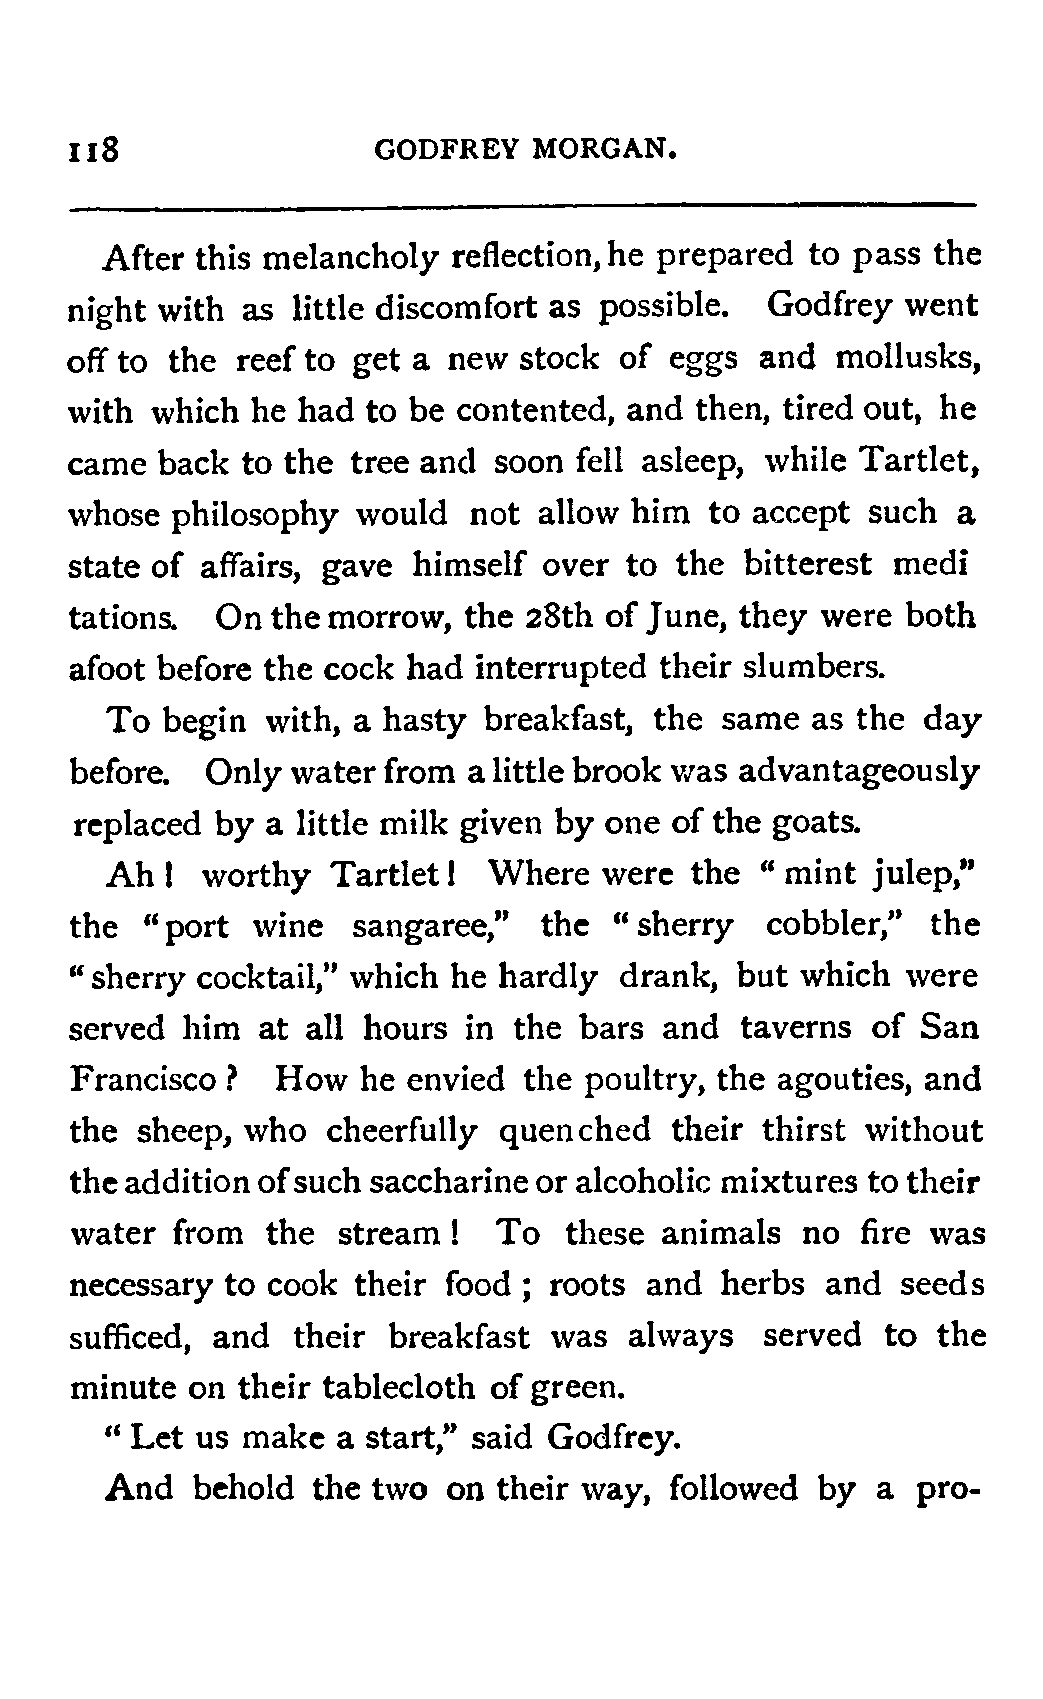 118 GODFREY MORGAN.
After this melancholy reflection, he prepared to pass the
night with as little discomfort as possible. Godfrey went
off to the reef to get a new stock of eggs and mollusks,
with which he had to be contented, and then, tired out, he
came back to the tree and soon fell asleep, while Tartlet,
whose philosophy would not allow him to accept such a
state of affairs, gave himself over to the bitterest medi
tations. On the morrow, the 28th of June, they were both
afoot before the cock had interrupted their slumbers.
To begin with, a hasty breakfast, the same as the day
before. Only water from a little brook was advantageously
replaced by a little milk given by one of the goats.
Ah ! worthy Tartlet ! Where were the “ mint julep,”
the “ port wine sangaree,” the “ sherry cobbler,” the
“ sherry cocktail,” which he hardly drank, but which were
served him at all hours in the bars and taverns of San
Francisco ? How he envied the poultry, the agouties, and
the sheep, who cheerfully quenched their thirst without
the addition of such saccharine or alcoholic mixtures to their
water from the stream ! To these animals no fire was
necessary to cook their food ; roots and herbs and seeds
sufficed, and their breakfast was always served to the
minute on their tablecloth of green.
“ Let us make a start,” said Godfrey.
And behold the two on their way, followed by a pro-